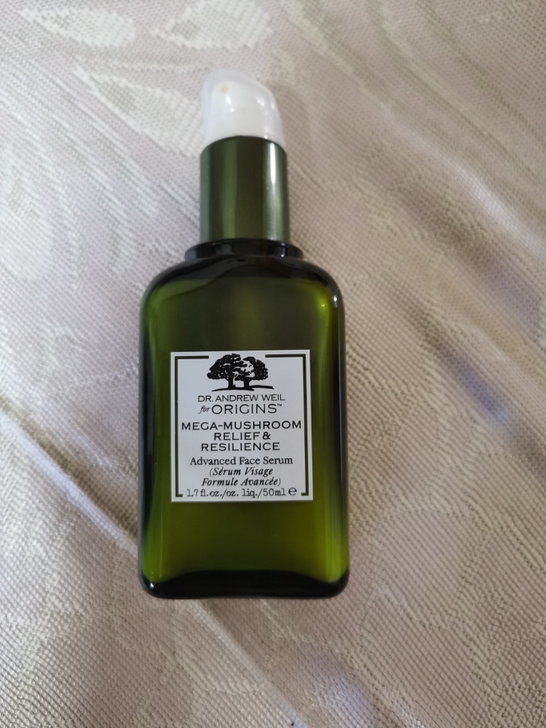 DR. ANDREW WEIL
for ORIGINS™
MEGA-MUSHROOM
RELIEF &
RESILIENCE
Advanced Face Serum
(Sérum Visage
Formule Avancée)
1.7 fl.oz./oz. liq./50ml ℮